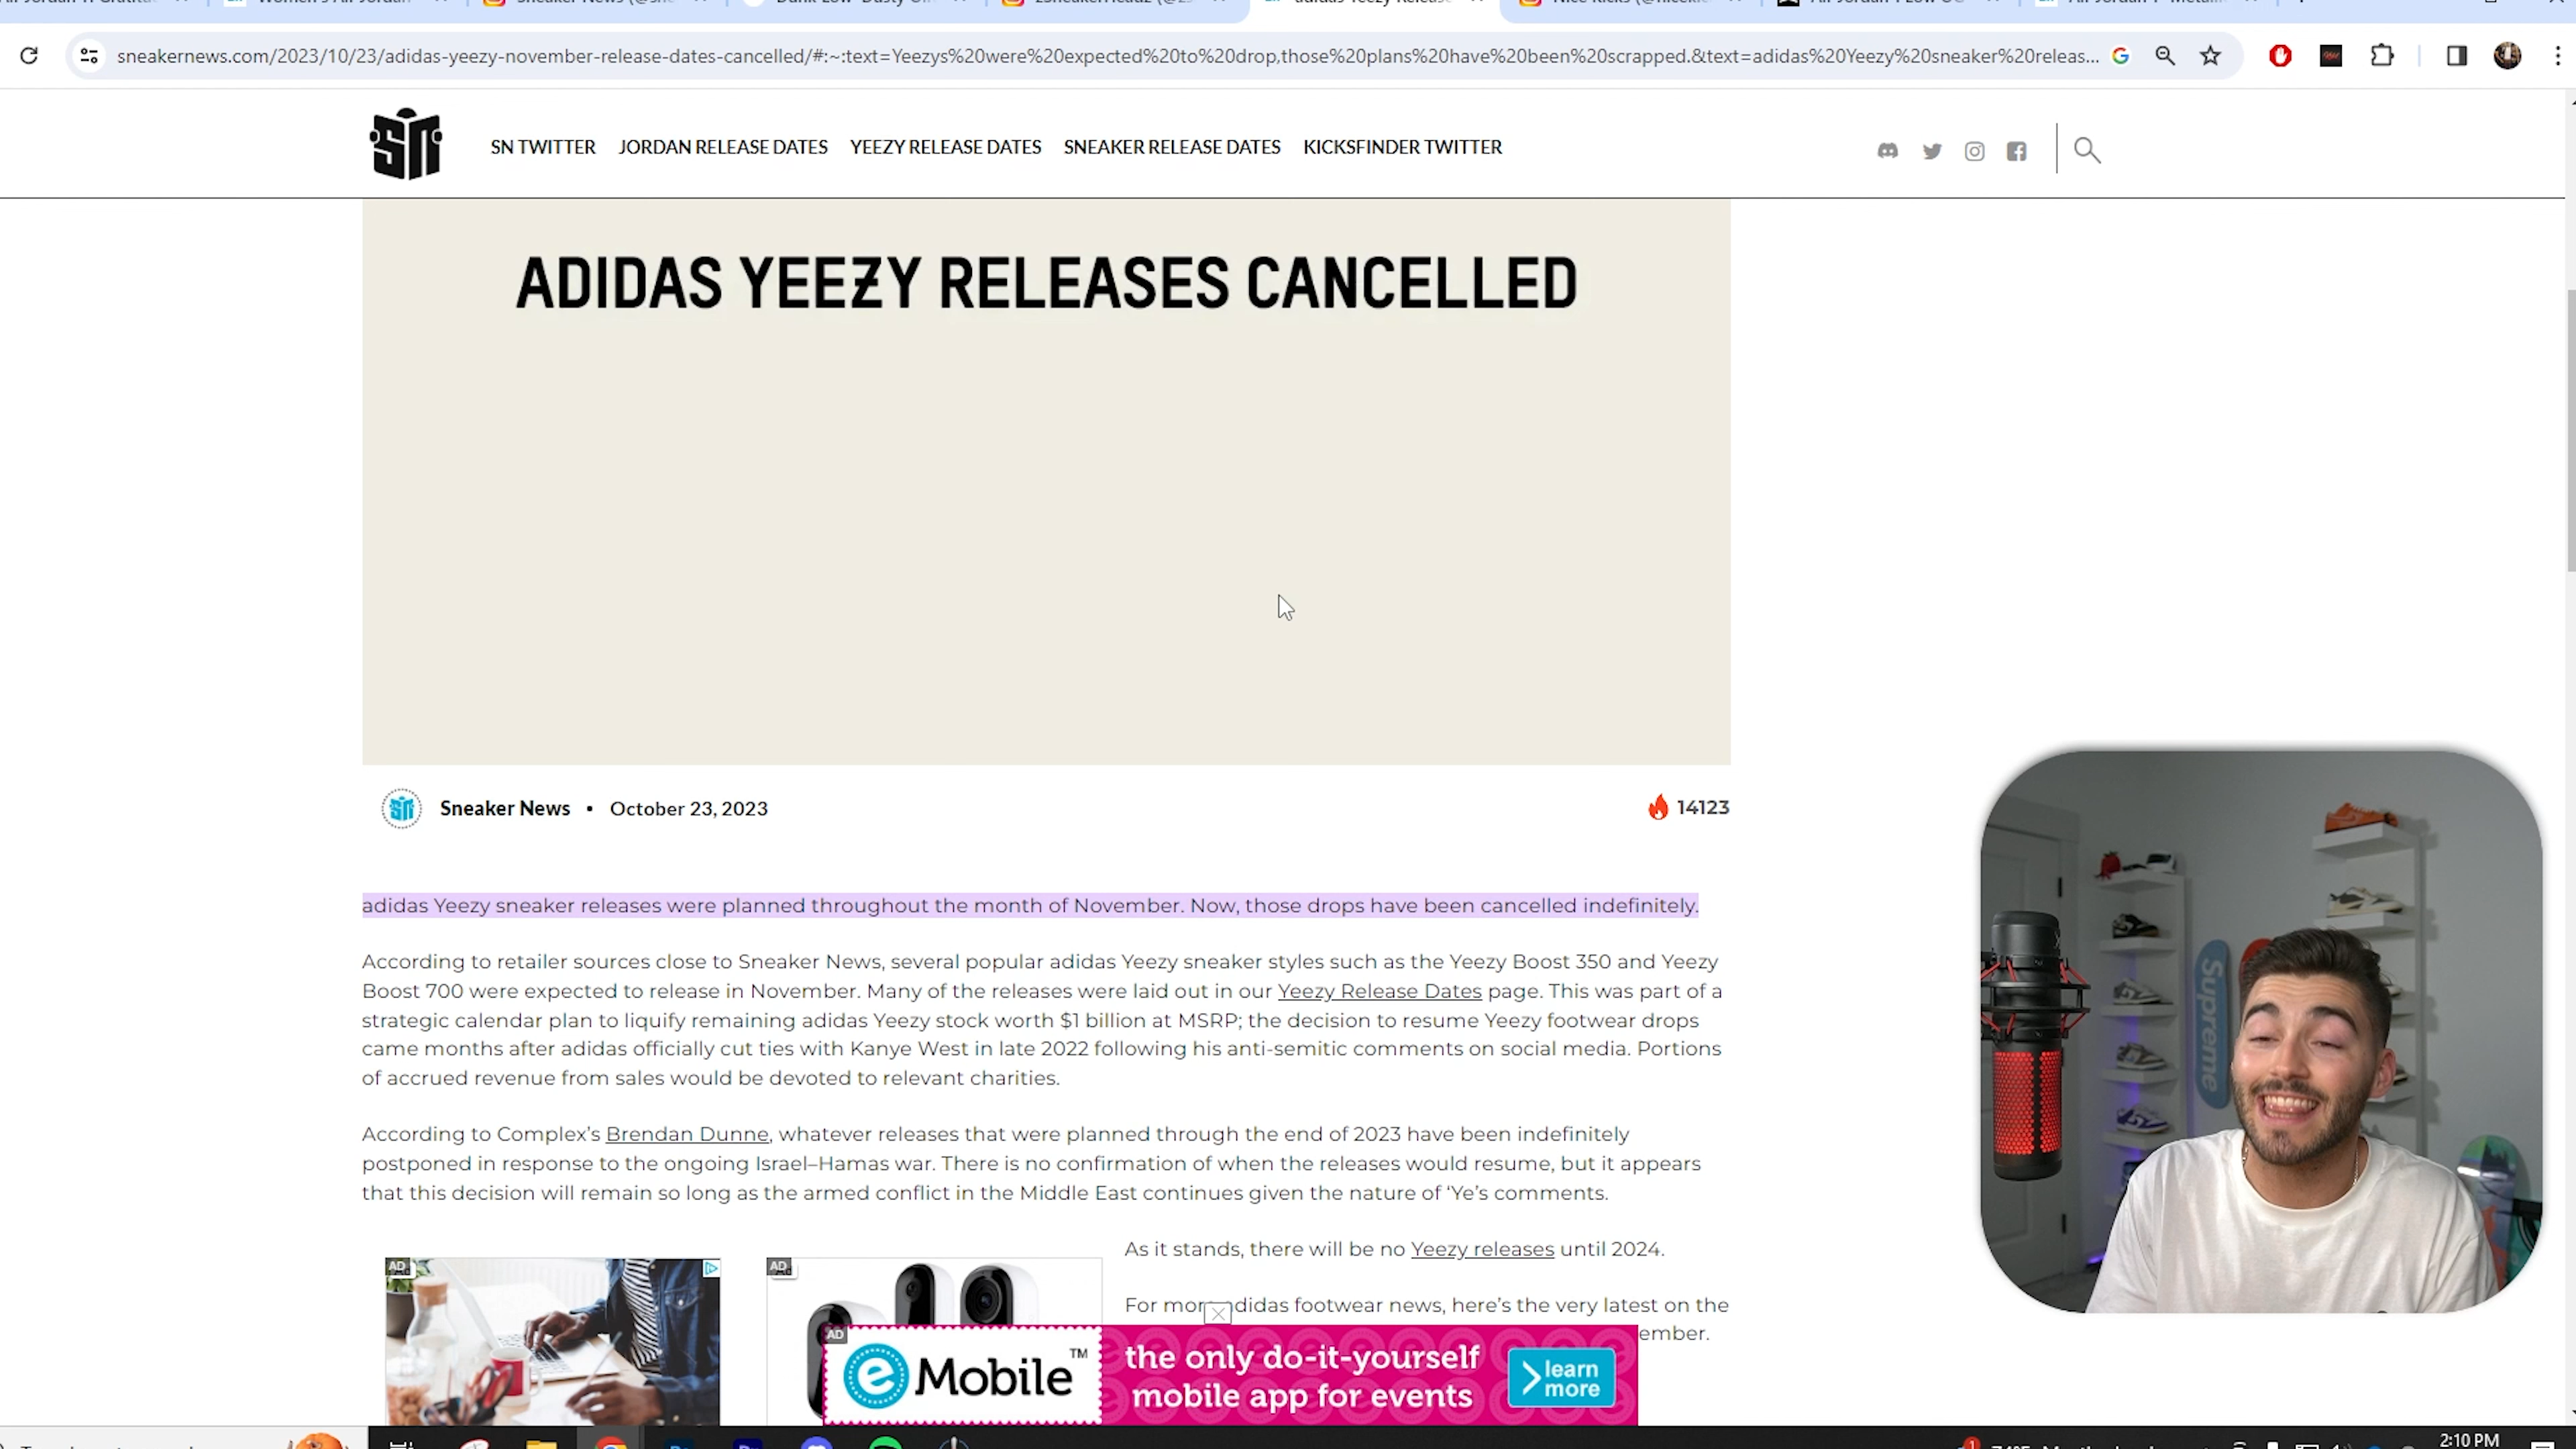 sneakernews.com/2023/10/23/adidas-yeezy-november-release-dates-cancelled/#:~:text=Yeezys%20were%20expected%20to%20drop,those%20plans%20have%20been%20scrapped.&text=adidas%20Yeezy%20sneaker%20releas...
SN TWITTER JORDAN RELEASE DATES YEEZY RELEASE DATES SNEAKER RELEASE DATES KICKSFINDER TWITTER
ADIDAS YEEZY RELEASES CANCELLED
Sneaker News • October 23, 2023
14123
adidas Yeezy sneaker releases were planned throughout the month of November. Now, those drops have been cancelled indefinitely.
According to retailer sources close to Sneaker News, several popular adidas Yeezy sneaker styles such as the Yeezy Boost 350 and Yeezy
Boost 700 were expected to release in November. Many of the releases were laid out in our Yeezy Release Dates page. This was part of a
strategic calendar plan to liquify remaining adidas Yeezy stock worth $1 billion at MSRP; the decision to resume Yeezy footwear drops
came months after adidas officially cut ties with Kanye West in late 2022 following his anti-semitic comments on social media. Portions
of accrued revenue from sales would be devoted to relevant charities.
According to Complex's Brendan Dunne, whatever releases that were planned through the end of 2023 have been indefinitely
postponed in response to the ongoing Israel–Hamas war. There is no confirmation of when the releases would resume, but it appears
that this decision will remain so long as the armed conflict in the Middle East continues given the nature of ‘Ye's comments.
As it stands, there will be no Yeezy releases until 2024.
For more adidas footwear news, here's the very latest on the
ember.
AD
AD
AD
e Mobile™
the only do-it-yourself
mobile app for events
learn
more
Supreme
2:10 PM